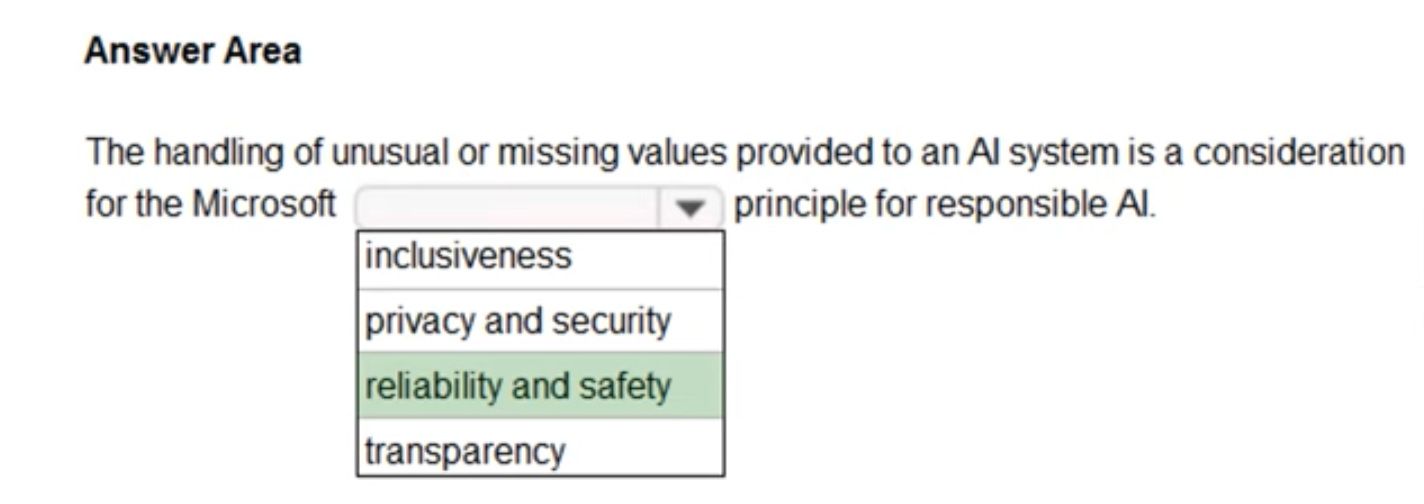 Answer Area
The handling of unusual or missing values provided to an AI system is a consideration
for the Microsoft principle for responsible AI.
inclusiveness
privacy and security
reliability and safety
transparency